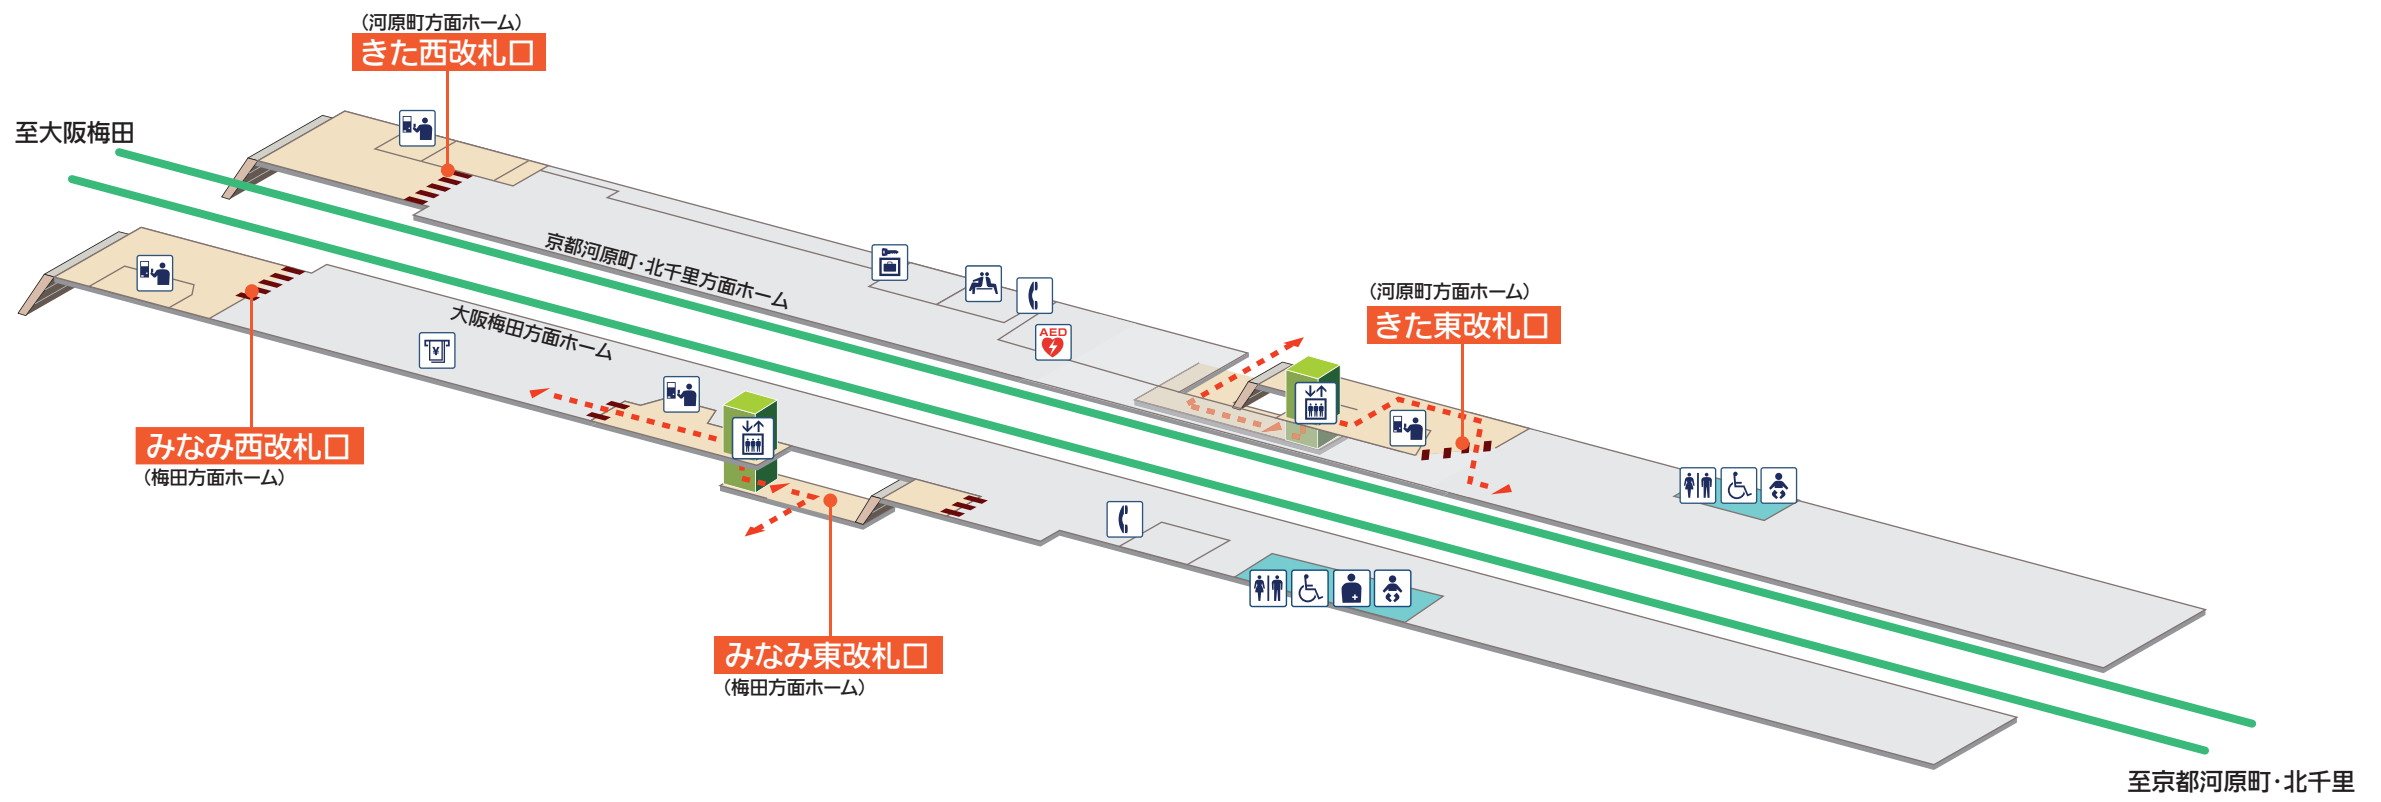 （河原町方面ホーム）
きた西改札口
至大阪梅田
京都河原町・北千里方面ホーム
大阪梅田方面ホーム
¥
AED
（河原町方面ホーム）
きた東改札口
みなみ西改札口
（梅田方面ホーム）
みなみ東改札口
（梅田方面ホーム）
至京都河原町・北千里